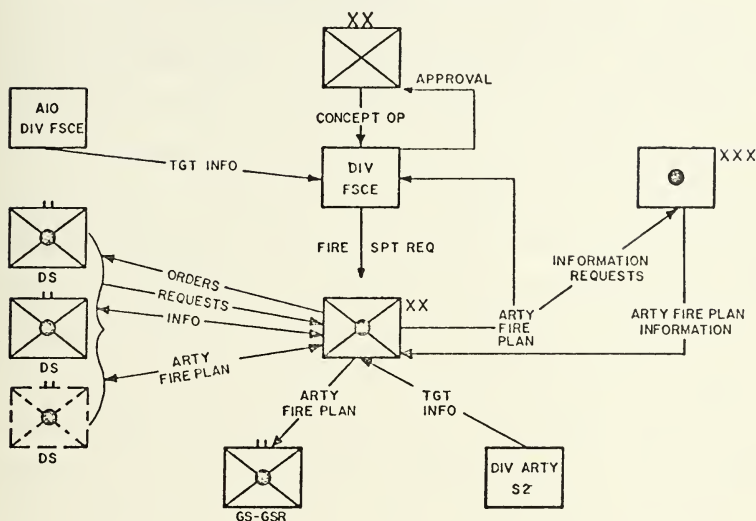 XX
APPROVAL
CONCEPT OP
AIO
DIV FSCE
TGT INFO
DIV
FSCE
XXX
FIRE SPT REQ
INFORMATION
REQUESTS
DS
ORDERS
REQUESTS
INFO
XX
ARTY
FIRE
PLAN
ARTY FIRE PLAN
INFORMATION
DS
ARTY
FIRE PLAN
DS
ARTY
FIRE PLAN
TGT
INFO
DIV ARTY
S2
GS-GSR